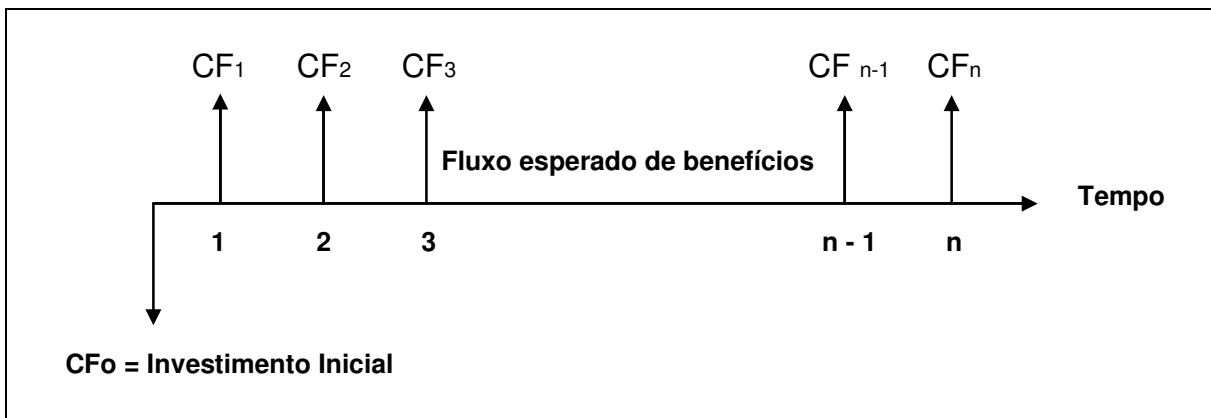 CF1 CF2 CF3 CF n-1 CFn
Fluxo esperado de benefícios
Tempo
1 2 3 n - 1 n
CFo = Investimento Inicial